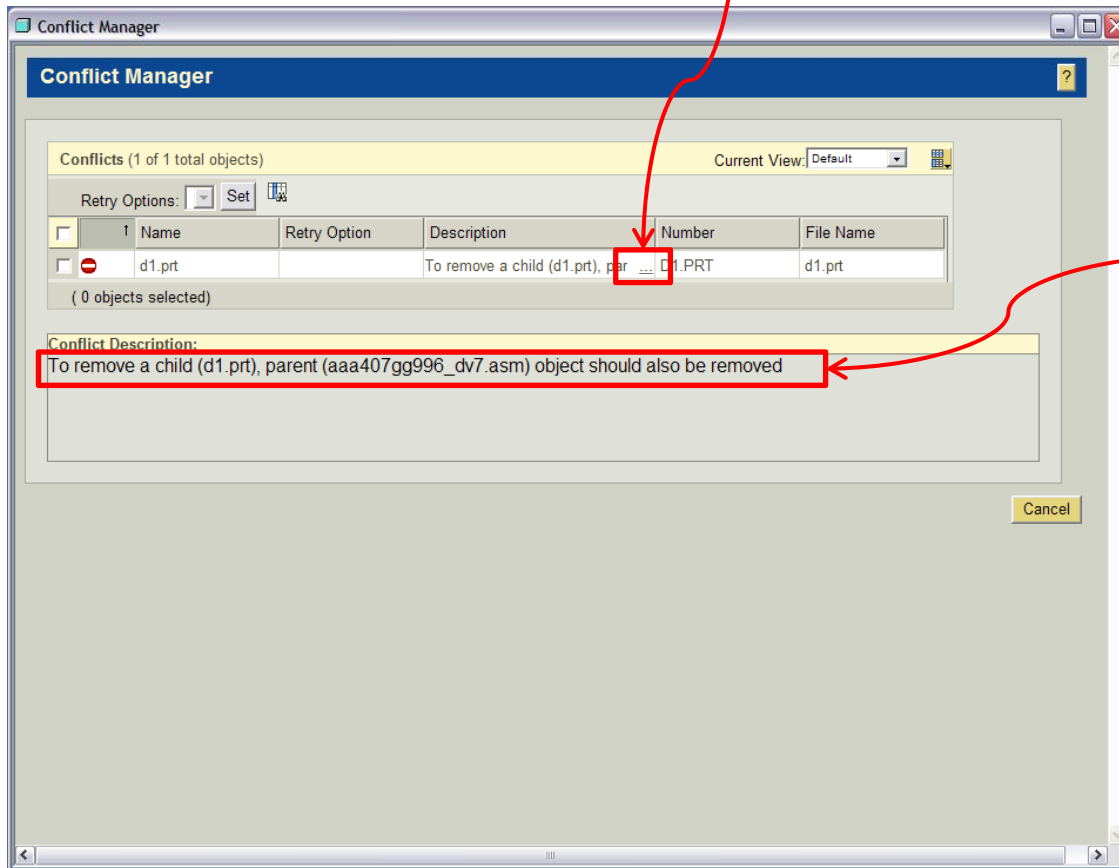 Conflict Manager
Conflict Manager
?
Conflicts (1 of 1 total objects)
Current View: Default
Retry Options: Set
Name Retry Option Description Number File Name
d1.prt To remove a child (d1.prt), par ... D1.PRT d1.prt
( 0 objects selected)
Conflict Description:
To remove a child (d1.prt), parent (aaa407gg996_dv7.asm) object should also be removed
Cancel